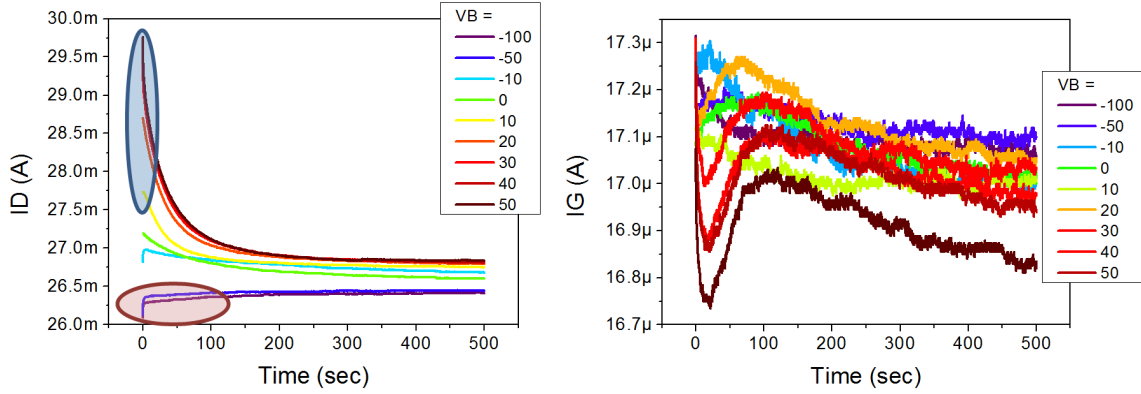 30.0m
29.5m
29.0m
28.5m
28.0m
27.5m
27.0m
26.5m
26.0m
ID (A)
0 100 200 300 400 500
Time (sec)
VB =
-100
-50
-10
0
10
20
30
40
50
17.3µ
17.2µ
17.1µ
17.0µ
16.9µ
16.8µ
16.7µ
IG (A)
0 100 200 300 400 500
Time (sec)
VB =
-100
-50
-10
0
10
20
30
40
50